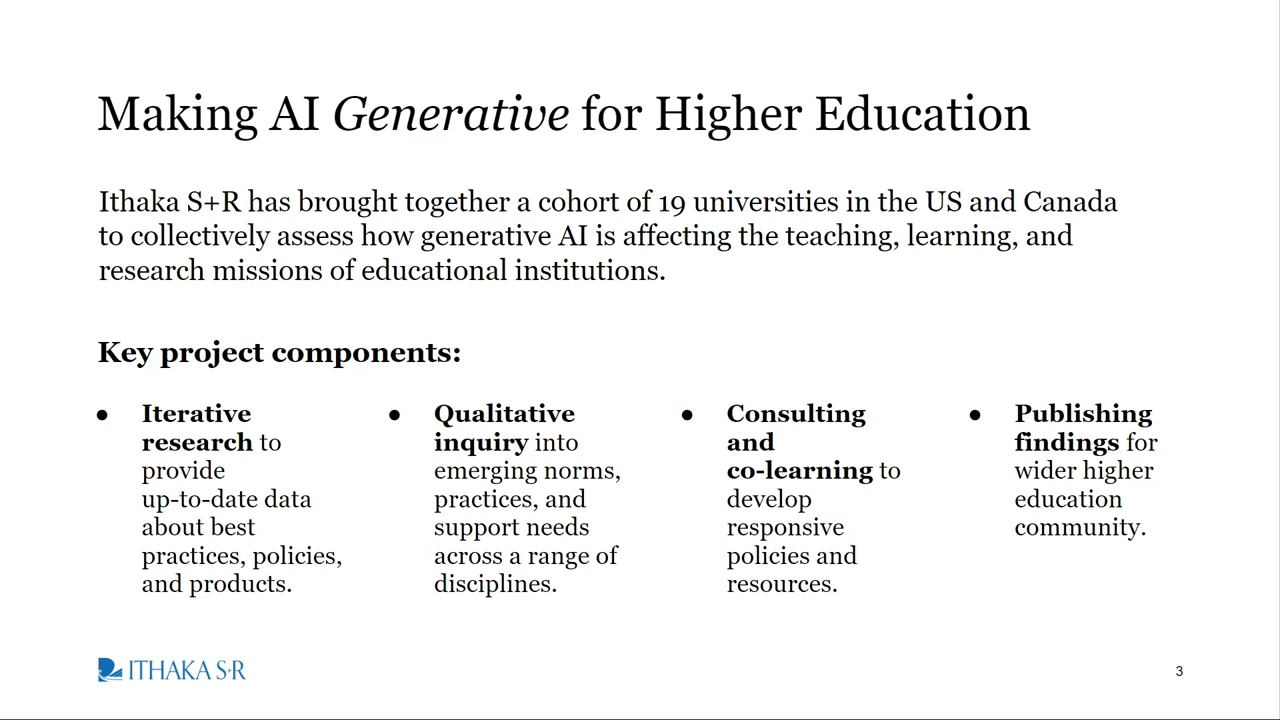 Making AI Generative for Higher Education
Ithaka S+R has brought together a cohort of 19 universities in the US and Canada
to collectively assess how generative AI is affecting the teaching, learning, and
research missions of educational institutions.
Key project components:
● Iterative
research to
provide
up-to-date data
about best
practices, policies,
and products.
● Qualitative
inquiry into
emerging norms,
practices, and
support needs
across a range of
disciplines.
● Consulting
and
co-learning to
develop
responsive
policies and
resources.
● Publishing
findings for
wider higher
education
community.
ITHAKA S+R
3